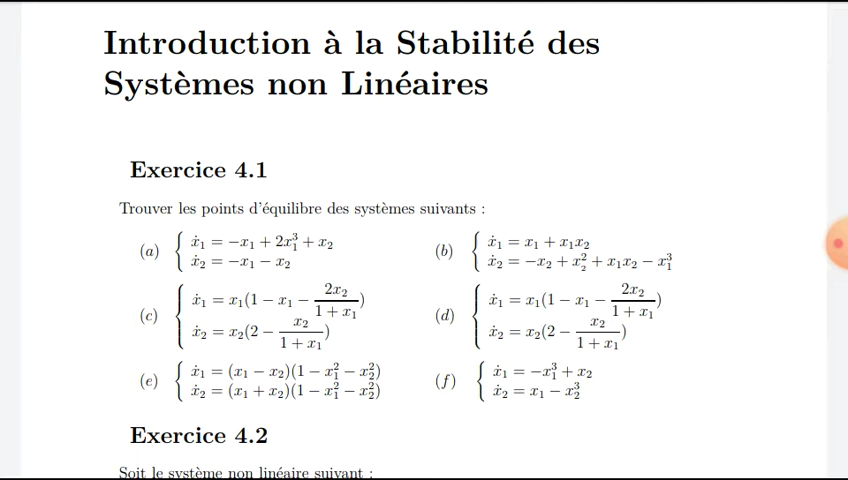 Introduction à la Stabilité des
Systèmes non Linéaires
Exercice 4.1
Trouver les points d'équilibre des systèmes suivants :
(a) { ẋ₁ = −x₁ + 2x₁³ + x₂
ẋ₂ = −x₁ − x₂
(b) { ẋ₁ = x₁ + x₁x₂
ẋ₂ = −x₂ + x₂² + x₁x₂ − x₁³
(c) { ẋ₁ = x₁(1 − x₁ − 2x₂/(1 + x₁))
ẋ₂ = x₂(2 − x₂/(1 + x₁))
(d) { ẋ₁ = x₁(1 − x₁ − 2x₂/(1 + x₁))
ẋ₂ = x₂(2 − x₂/(1 + x₁))
(e) { ẋ₁ = (x₁ − x₂)(1 − x₁² − x₂²)
ẋ₂ = (x₁ + x₂)(1 − x₁² − x₂²)
(f) { ẋ₁ = −x₁³ + x₂
ẋ₂ = x₁ − x₂³
Exercice 4.2
Soit le système non linéaire suivant :